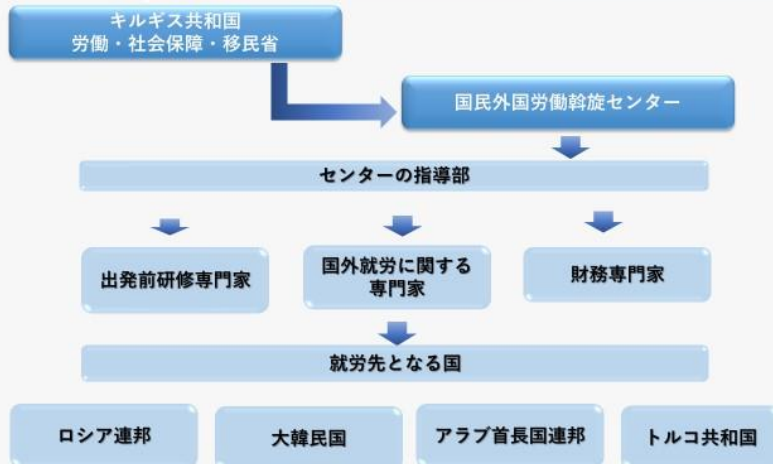 キルギス共和国
労働・社会保障・移民省
国民外国労働斡旋センター
センターの指導部
出発前研修専門家
国外就労に関する
専門家
財務専門家
就労先となる国
ロシア連邦
大韓民国
アラブ首長国連邦
トルコ共和国